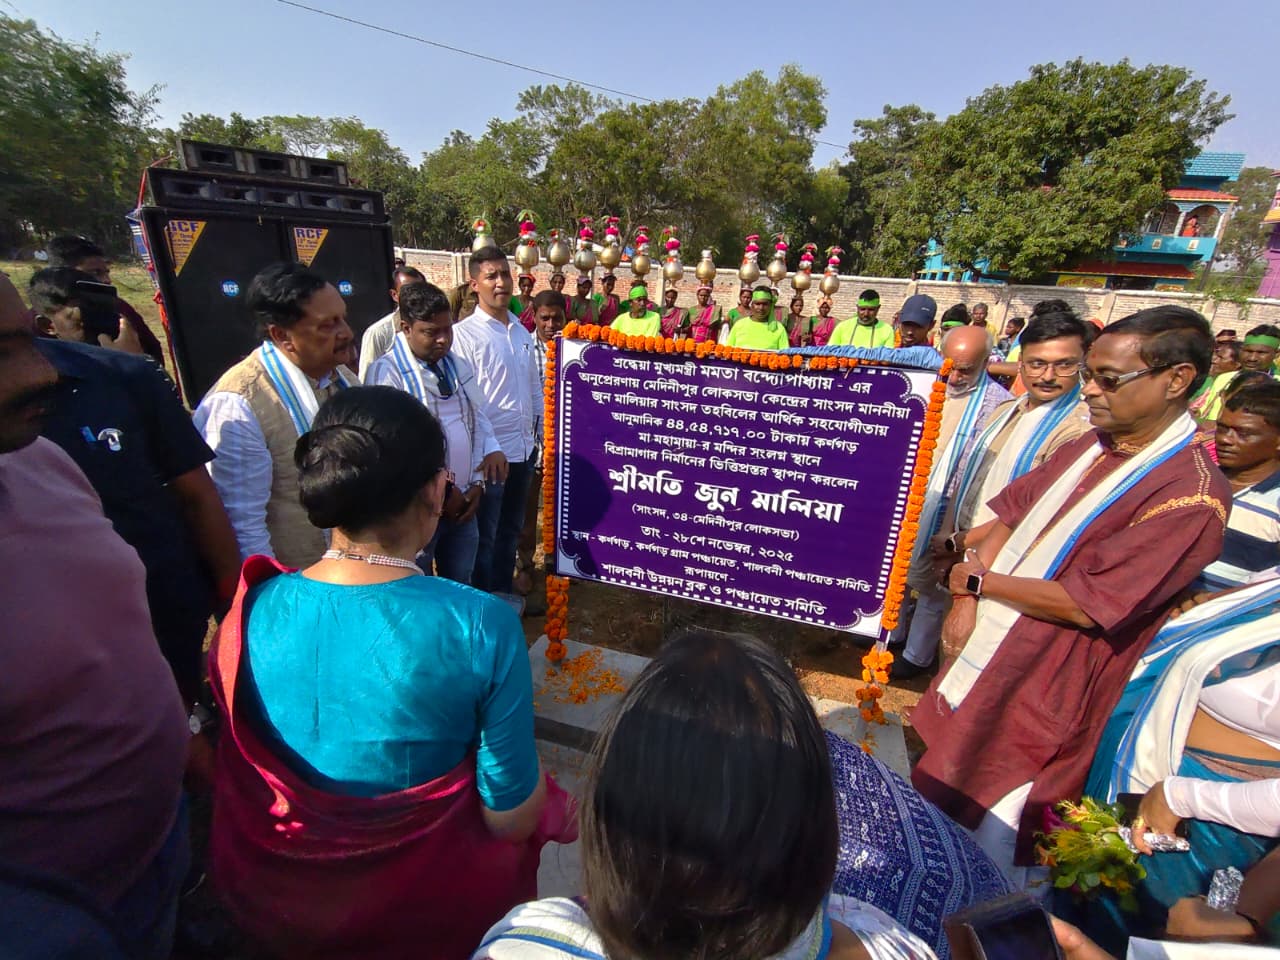 RCF
RCF
RCF
RCF
শ্রদ্ধেয়া মুখ্যমন্ত্রী মমতা বন্দ্যোপাধ্যায় - এর
অনুপ্রেরণায় মেদিনীপুর লোকসভা কেন্দ্রের সাংসদ মাননীয়া
জুন মালিয়ার সাংসদ তহবিলের আর্থিক সহযোগীতায়
আনুমানিক ৪৪,৫৪,৭১৭.০০ টাকায় কর্ণগড়
মা মহামায়া-র মন্দির সংলগ্ন স্থানে
বিশ্রামাগার নির্মানের ভিত্তিপ্রস্তর স্থাপন করলেন
শ্রীমতি জুন মালিয়া
(সাংসদ, ৩৪-মেদিনীপুর লোকসভা)
তাং - ২৮শে নভেম্বর, ২০২৫
স্থান - কর্ণগড়, কর্ণগড় গ্রাম পঞ্চায়েত, শালবনী পঞ্চায়েত সমিতি
রূপায়ণে -
শালবনী উন্নয়ন ব্লক ও পঞ্চায়েত সমিতি